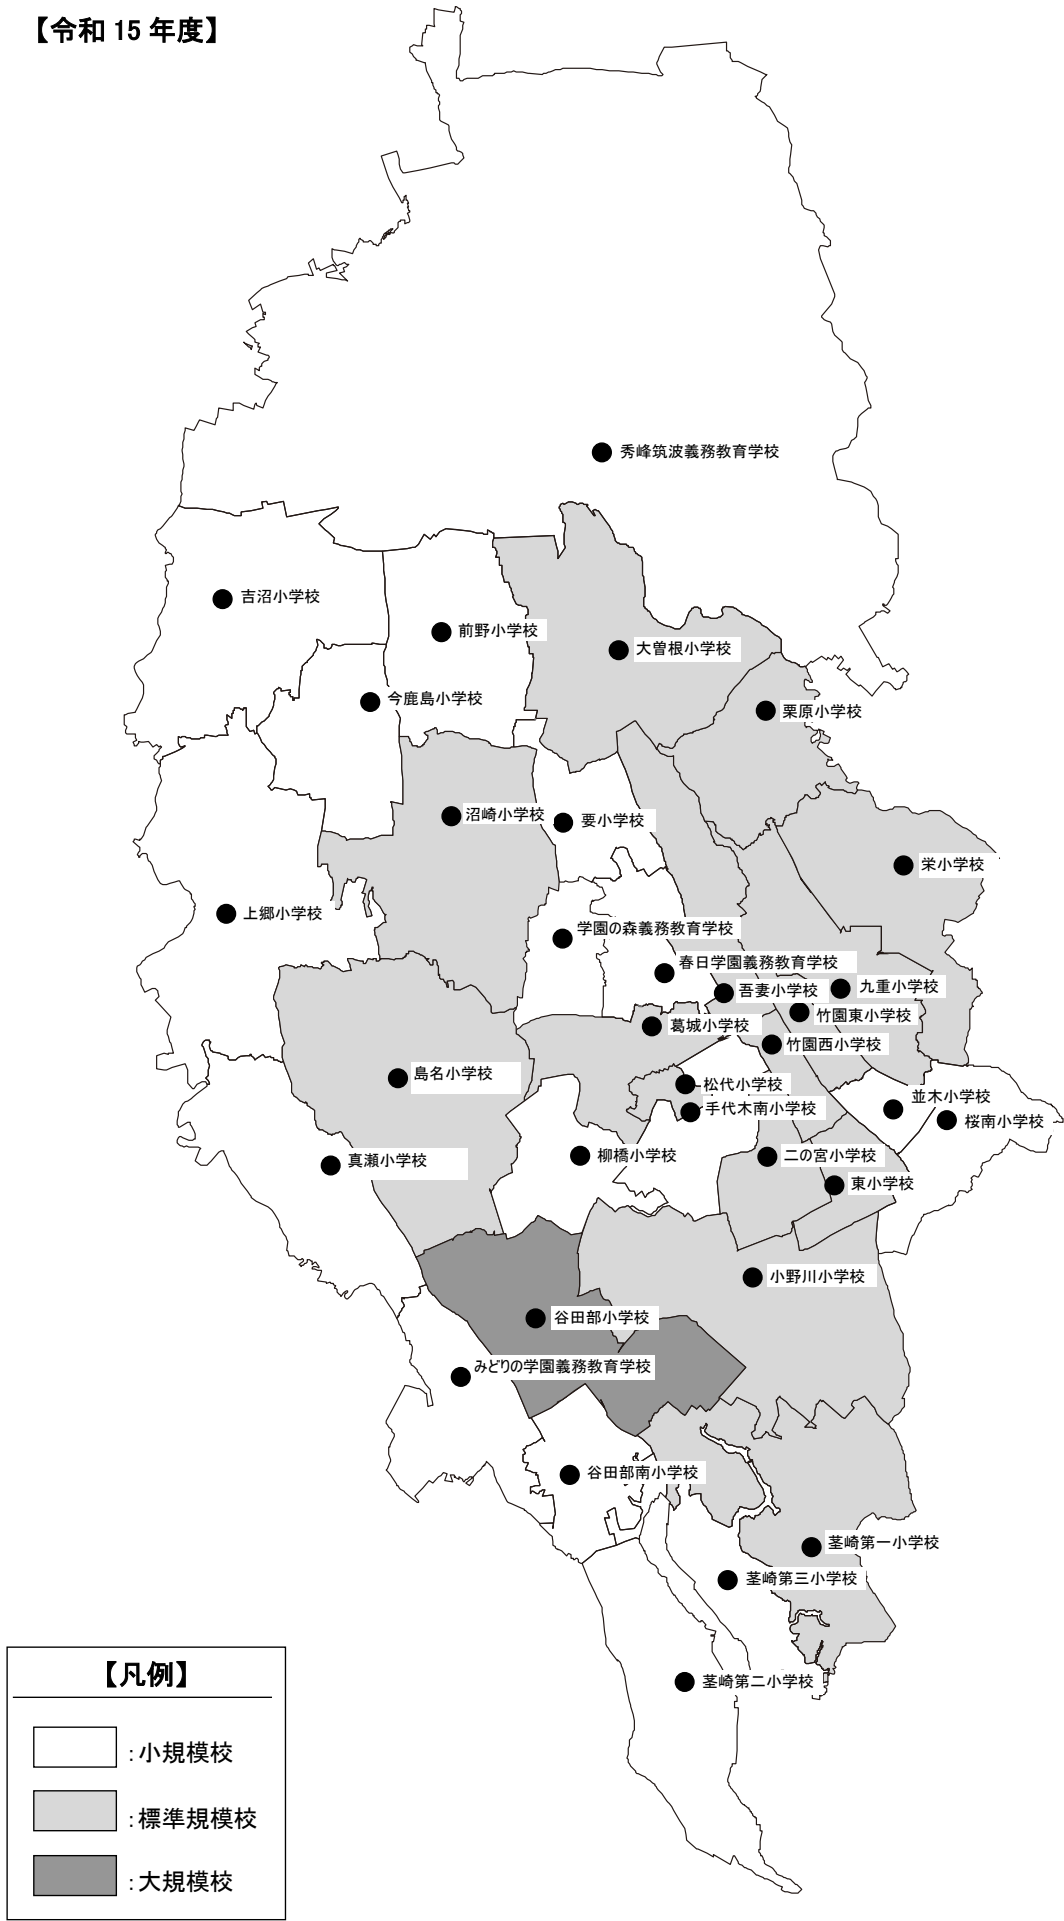 【令和 15 年度】
秀峰筑波義務教育学校
吉沼小学校
前野小学校
大曽根小学校
今鹿島小学校
栗原小学校
沼崎小学校
要小学校
栄小学校
上郷小学校
学園の森義務教育学校
春日学園義務教育学校
吾妻小学校
九重小学校
竹園東小学校
葛城小学校
竹園西小学校
島名小学校
松代小学校
並木小学校
手代木南小学校
桜南小学校
柳橋小学校
二の宮小学校
真瀬小学校
東小学校
小野川小学校
谷田部小学校
みどりの学園義務教育学校
谷田部南小学校
茎崎第一小学校
茎崎第三小学校
茎崎第二小学校
【凡例】
:小規模校
:標準規模校
:大規模校